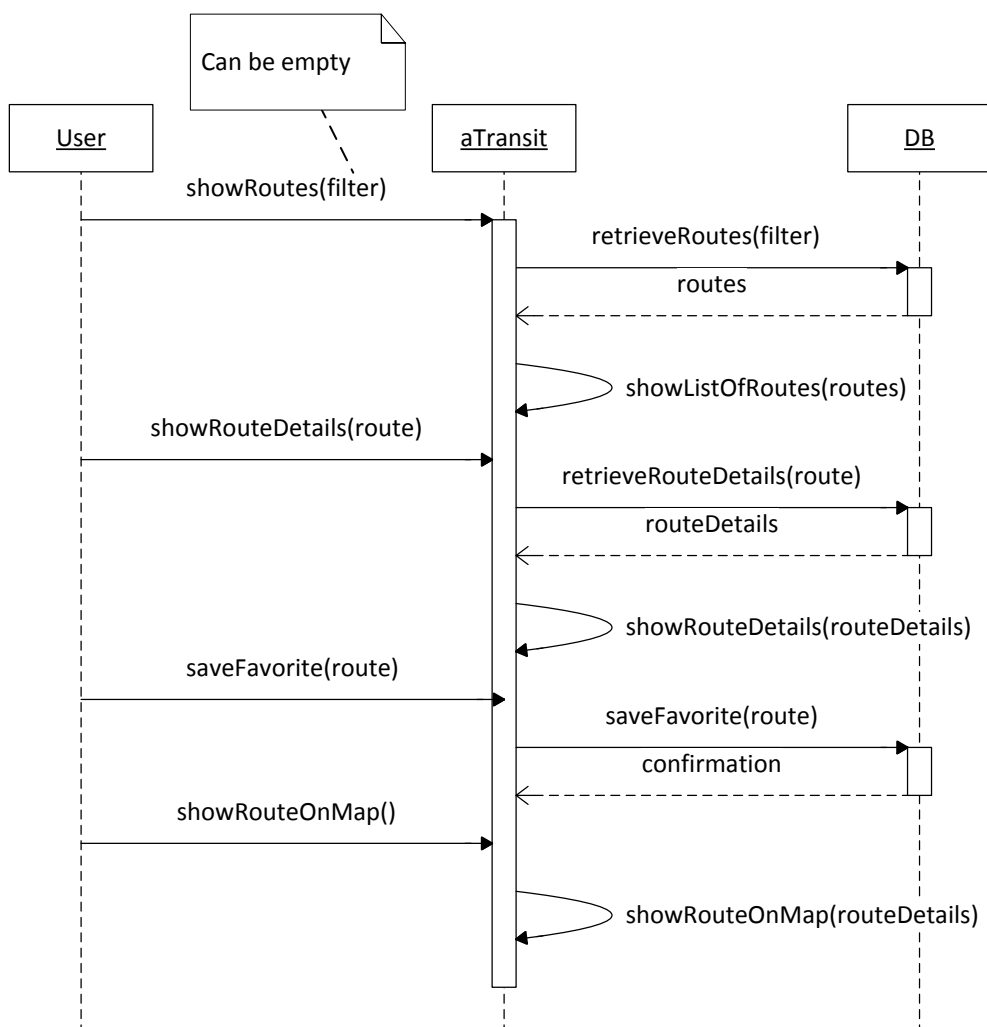 Can be empty
User
aTransit
DB
showRoutes(filter)
retrieveRoutes(filter)
routes
showListOfRoutes(routes)
showRouteDetails(route)
retrieveRouteDetails(route)
routeDetails
showRouteDetails(routeDetails)
saveFavorite(route)
saveFavorite(route)
confirmation
showRouteOnMap()
showRouteOnMap(routeDetails)